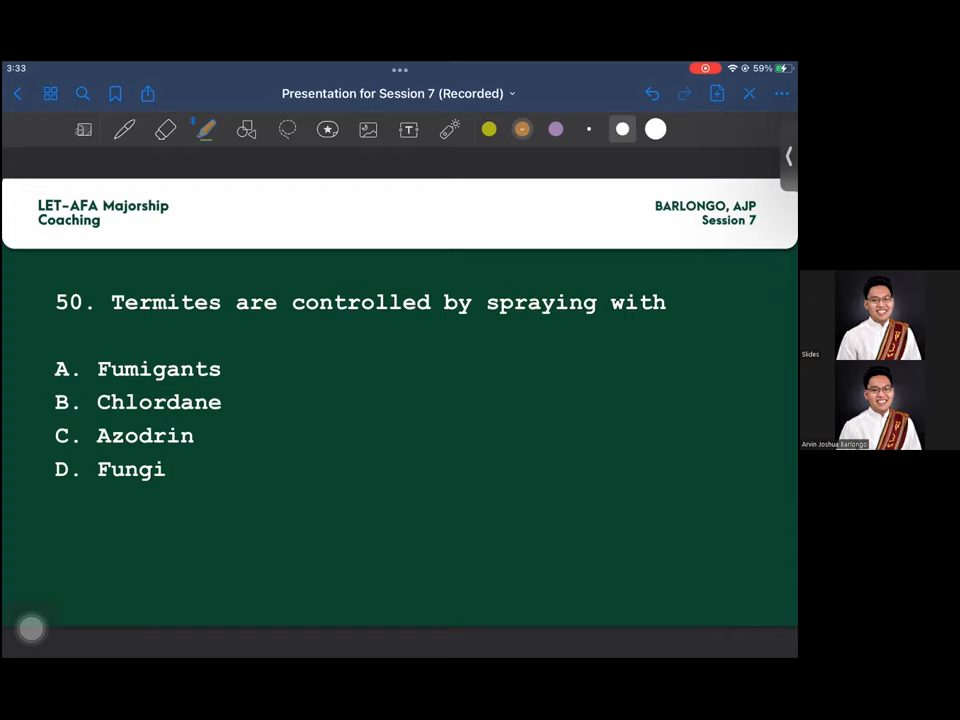 3:33
59%
Presentation for Session 7 (Recorded)
T
LET-AFA Majorship
Coaching
BARLONGO, AJP
Session 7
50. Termites are controlled by spraying with
A. Fumigants
B. Chlordane
C. Azodrin
D. Fungi
Slides
Arvin Joshua Barlongo